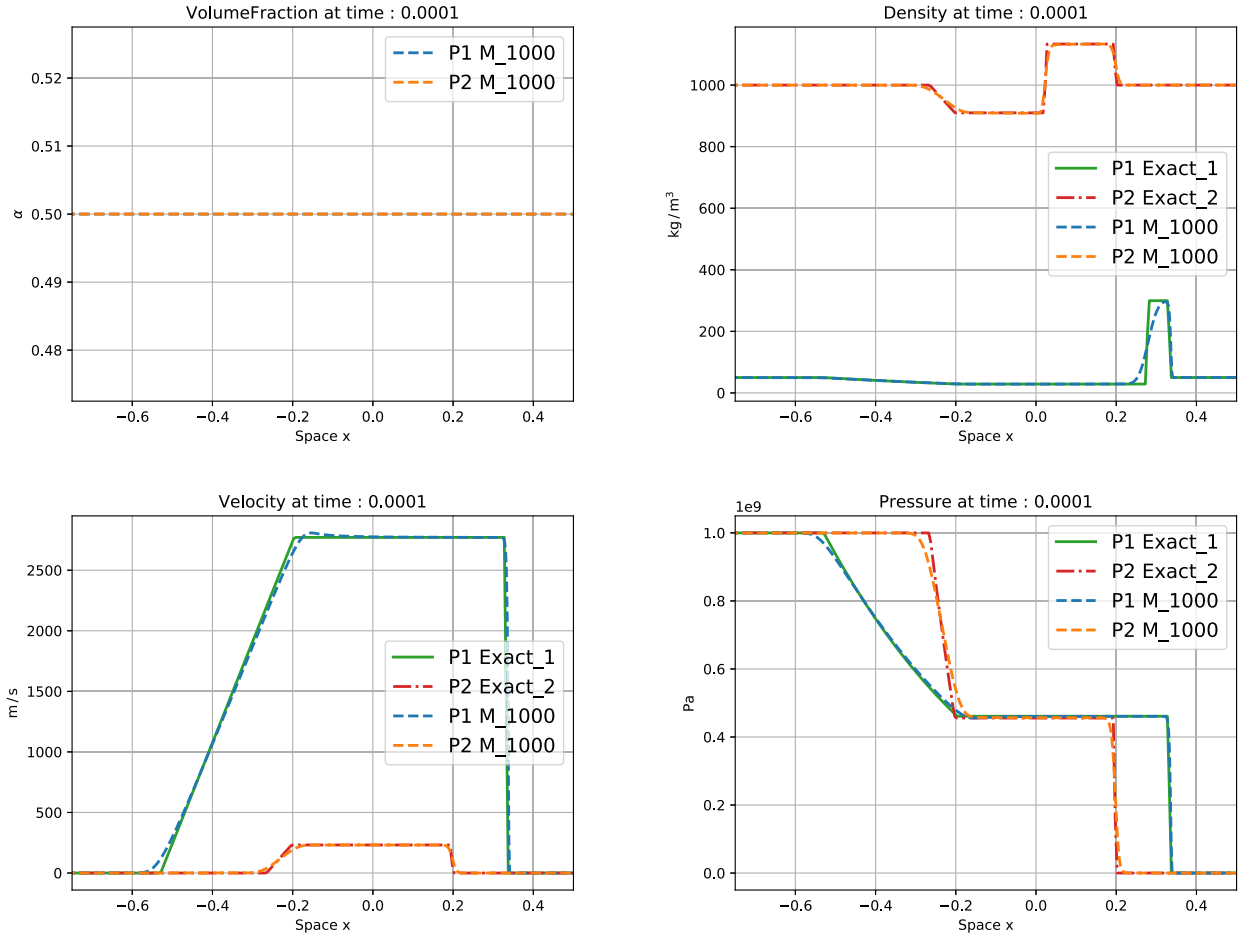 VolumeFraction at time : 0.0001
P1 M_1000
P2 M_1000
0.52
0.51
0.50
0.49
0.48
α
−0.6 −0.4 −0.2 0.0 0.2 0.4
Space x
Density at time : 0.0001
1000
800
600
400
200
0
kg / m³
P1 Exact_1
P2 Exact_2
P1 M_1000
P2 M_1000
−0.6 −0.4 −0.2 0.0 0.2 0.4
Space x
Velocity at time : 0.0001
2500
2000
1500
1000
500
0
m / s
P1 Exact_1
P2 Exact_2
P1 M_1000
P2 M_1000
−0.6 −0.4 −0.2 0.0 0.2 0.4
Space x
Pressure at time : 0.0001
1e9
1.0
0.8
0.6
0.4
0.2
0.0
Pa
P1 Exact_1
P2 Exact_2
P1 M_1000
P2 M_1000
−0.6 −0.4 −0.2 0.0 0.2 0.4
Space x